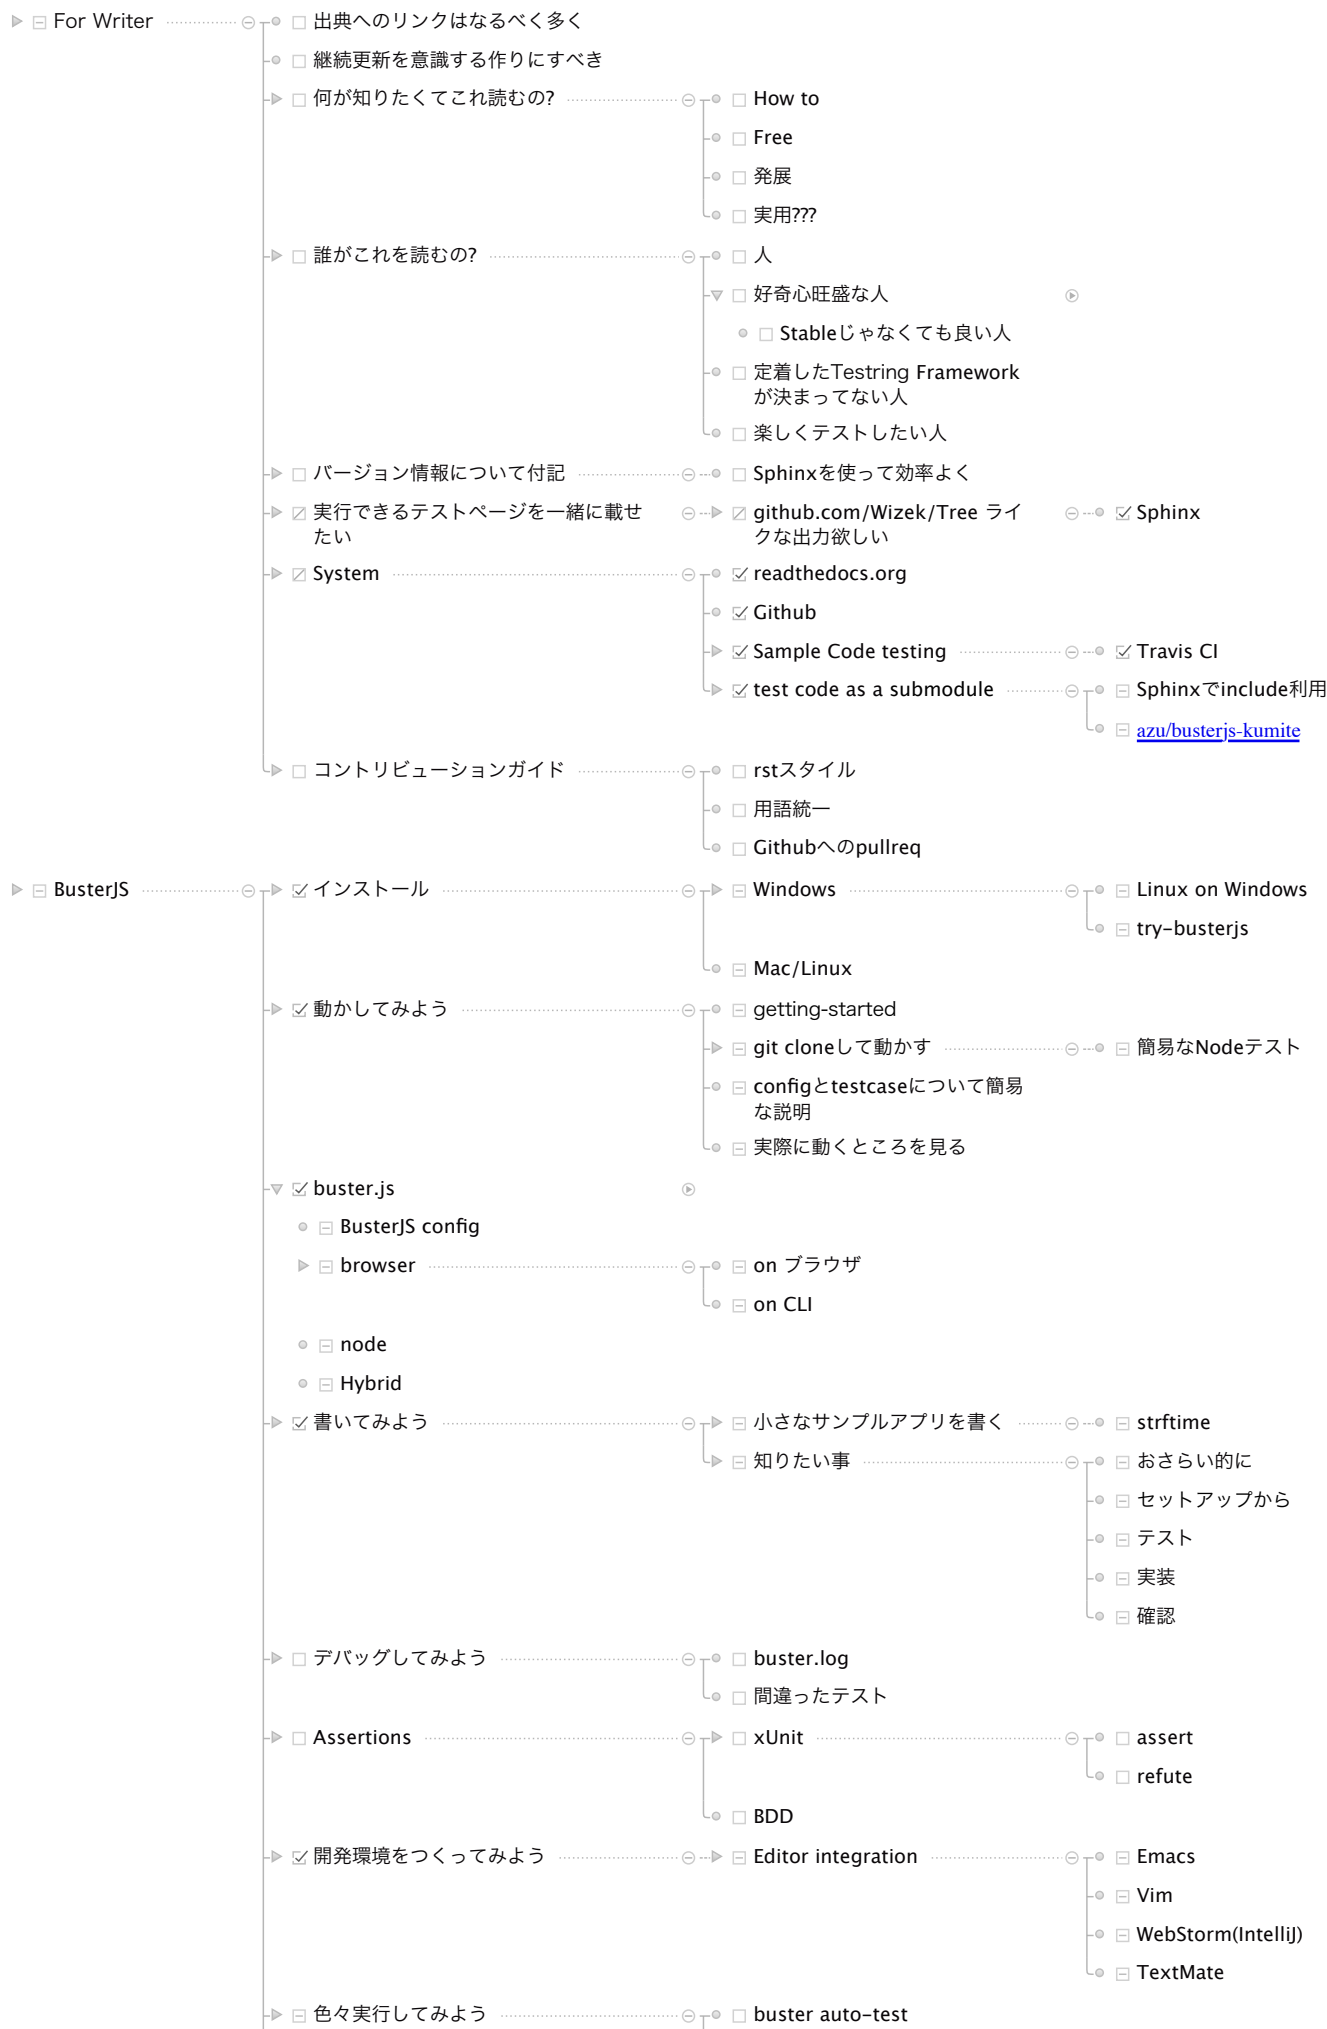 For Writer
出典へのリンクはなるべく多く
継続更新を意識する作りにすべき
何が知りたくてこれ読むの?
How to
Free
発展
実用???
誰がこれを読むの?
人
好奇心旺盛な人
Stableじゃなくても良い人
定着したTestring Framework
が決まってない人
楽しくテストしたい人
バージョン情報について付記
Sphinxを使って効率よく
実行できるテストページを一緒に載せ
たい
github.com/Wizek/Tree ライ
クな出力欲しい
Sphinx
System
readthedocs.org
Github
Sample Code testing
Travis CI
test code as a submodule
Sphinxでinclude利用
azu/busterjs-kumite
コントリビューションガイド
rstスタイル
用語統一
Githubへのpullreq
BusterJS
インストール
Windows
Linux on Windows
try-busterjs
Mac/Linux
動かしてみよう
getting-started
git cloneして動かす
簡易なNodeテスト
configとtestcaseについて簡易
な説明
実際に動くところを見る
buster.js
BusterJS config
browser
on ブラウザ
on CLI
node
Hybrid
書いてみよう
小さなサンプルアプリを書く
strftime
知りたい事
おさらい的に
セットアップから
テスト
実装
確認
デバッグしてみよう
buster.log
間違ったテスト
Assertions
xUnit
assert
refute
BDD
開発環境をつくってみよう
Editor integration
Emacs
Vim
WebStorm(IntelliJ)
TextMate
色々実行してみよう
buster auto-test